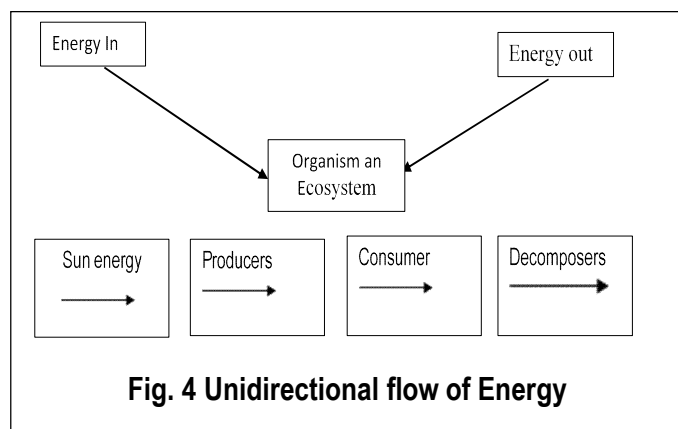 Energy In
Energy out
Organism an
Ecosystem
Sun energy
Producers
Consumer
Decomposers
Fig. 4 Unidirectional flow of Energy